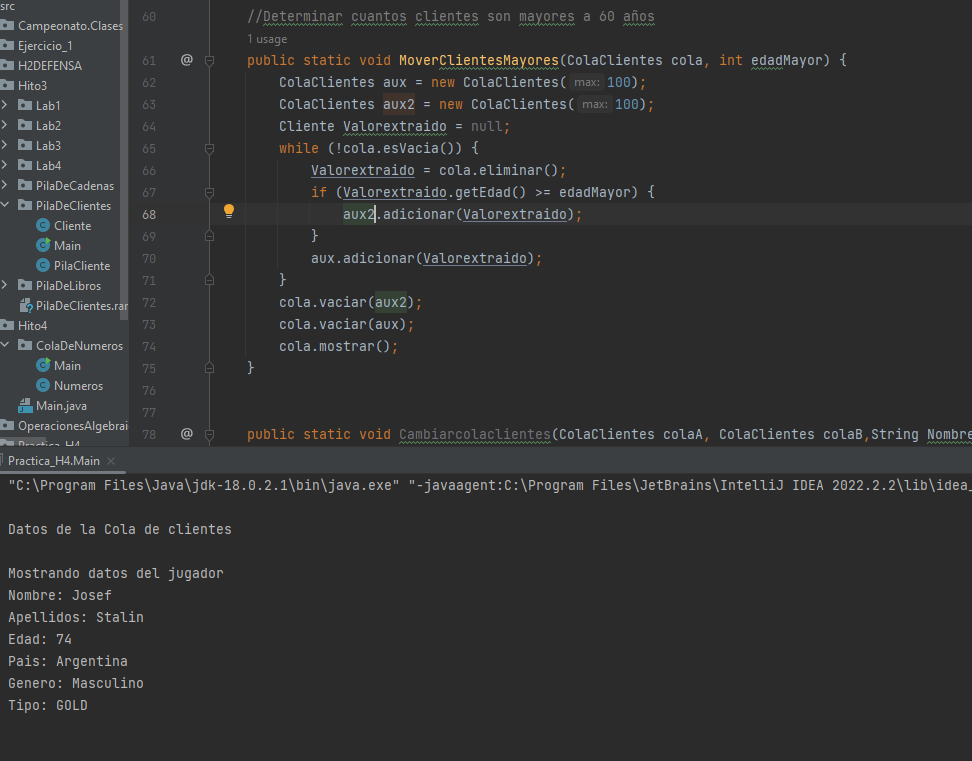 src
Campeonato.Clases
Ejercicio_1
H2DEFENSA
Hito3
Lab1
Lab2
Lab3
Lab4
PilaDeCadenas
PilaDeClientes
Cliente
Main
PilaCliente
PilaDeLibros
PilaDeClientes.rar
Hito4
ColaDeNumeros
Main
Numeros
Main.java
OperacionesAlgebrai
Practica_H4
60 //Determinar cuantos clientes son mayores a 60 años
1 usage
61 @ public static void MoverClientesMayores(ColaClientes cola, int edadMayor) {
62 ColaClientes aux = new ColaClientes( max: 100);
63 ColaClientes aux2 = new ColaClientes( max: 100);
64 Cliente Valorextraido = null;
65 while (!cola.esVacia()) {
66 Valorextraido = cola.eliminar();
67 if (Valorextraido.getEdad() >= edadMayor) {
68 aux2.adicionar(Valorextraido);
69 }
70 aux.adicionar(Valorextraido);
71 }
72 cola.vaciar(aux2);
73 cola.vaciar(aux);
74 cola.mostrar();
75 }
76
77
78 @ public static void Cambiarcolaclientes(ColaClientes colaA, ColaClientes colaB,String Nombre
Practica_H4.Main ×
"C:\Program Files\Java\jdk-18.0.2.1\bin\java.exe" "-javaagent:C:\Program Files\JetBrains\IntelliJ IDEA 2022.2.2\lib\idea_
Datos de la Cola de clientes
Mostrando datos del jugador
Nombre: Josef
Apellidos: Stalin
Edad: 74
Pais: Argentina
Genero: Masculino
Tipo: GOLD